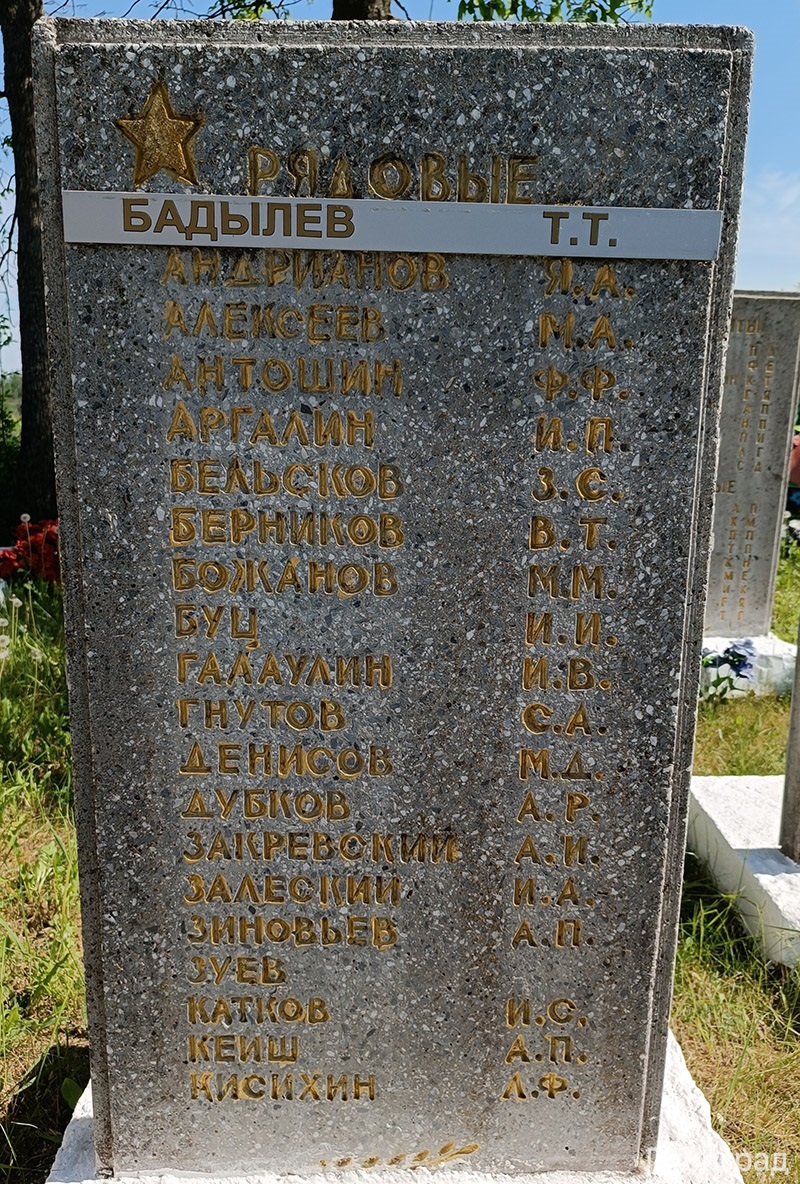 РЯДОВЫЕ
БАДЫЛЕВ Т.Т.
АНДРИАНОВ Я.А.
АЛЕКСЕЕВ М.А.
АНТОШИН Ф.Ф.
АРГАЛИН И.П.
БЕЛЬСКОВ З.С.
БЕРНИКОВ В.Т.
БОЖАНОВ М.М.
БУЦ И.И.
ГАЛАУЛИН И.В.
ГНУТОВ С.А.
ДЕНИСОВ М.Д.
ДУБКОВ А.Р.
ЗАКРЕВСКИЙ А.И.
ЗАЛЕСКИЙ И.А.
ЗИНОВЬЕВ А.П.
ЗУЕВ
КАТКОВ И.С.
КЕИШ А.П.
КИСИХИН Л.Ф.